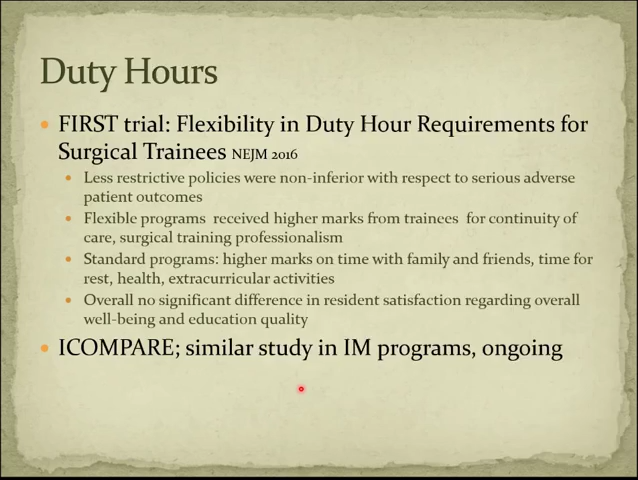 Duty Hours
FIRST trial: Flexibility in Duty Hour Requirements for
Surgical Trainees NEJM 2016
Less restrictive policies were non-inferior with respect to serious adverse
patient outcomes
Flexible programs received higher marks from trainees for continuity of
care, surgical training professionalism
Standard programs: higher marks on time with family and friends, time for
rest, health, extracurricular activities
Overall no significant difference in resident satisfaction regarding overall
well-being and education quality
ICOMPARE; similar study in IM programs, ongoing